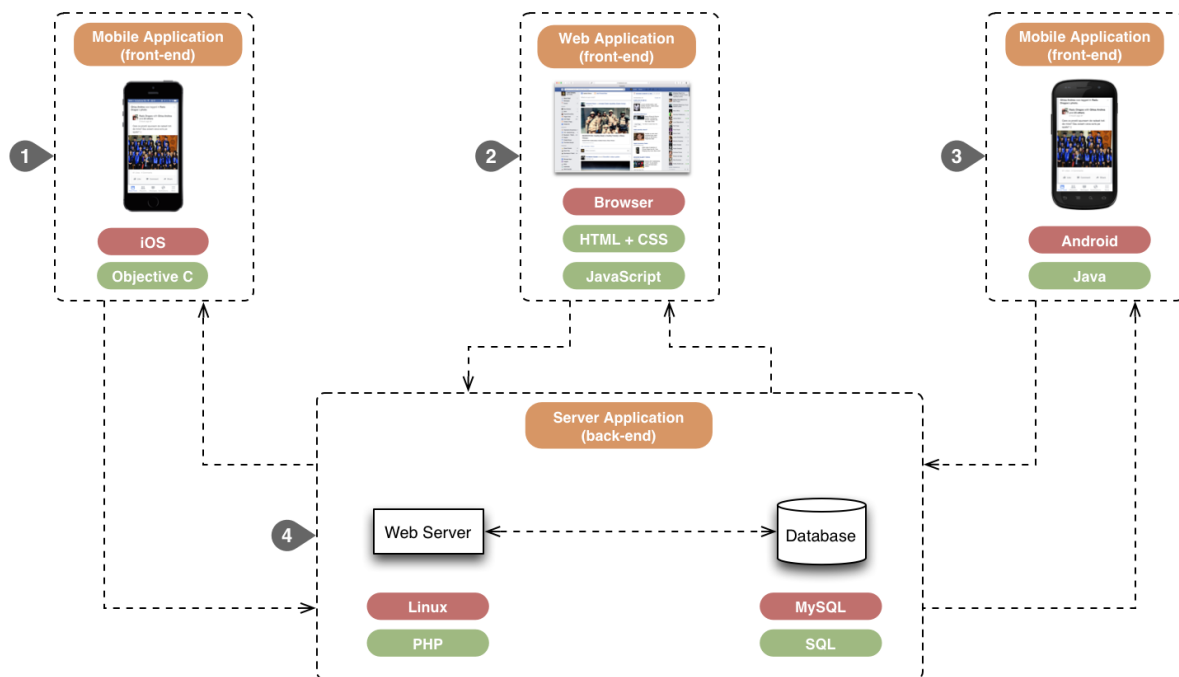 Mobile Application
(front-end)
Web Application
(front-end)
Mobile Application
(front-end)
1
2
3
Browser
iOS
HTML + CSS
Android
Objective C
JavaScript
Java
Server Application
(back-end)
4
Web Server
Database
Linux
MySQL
PHP
SQL